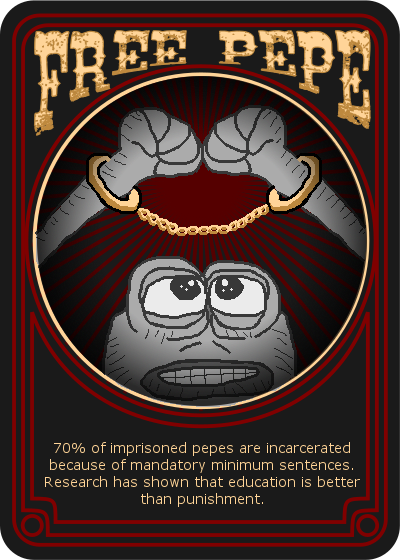 FREE PEPE
70% of imprisoned pepes are incarcerated
because of mandatory minimum sentences.
Research has shown that education is better
than punishment.